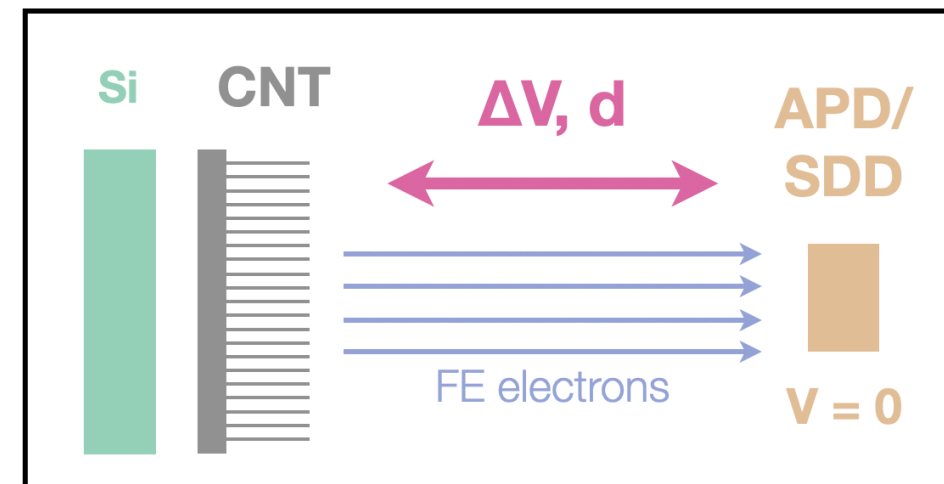 Si
CNT
ΔV, d
APD/
SDD
FE electrons
V = 0